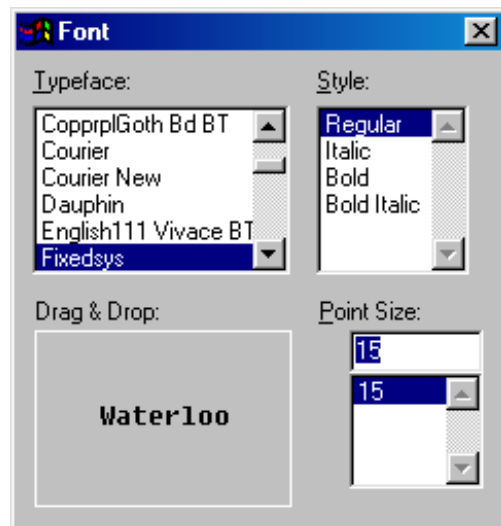 Font
Typeface:
CopprplGoth Bd BT
Courier
Courier New
Dauphin
English111 Vivace BT
Fixedsys
Style:
Regular
Italic
Bold
Bold Italic
Drag & Drop:
Waterloo
Point Size:
15
15